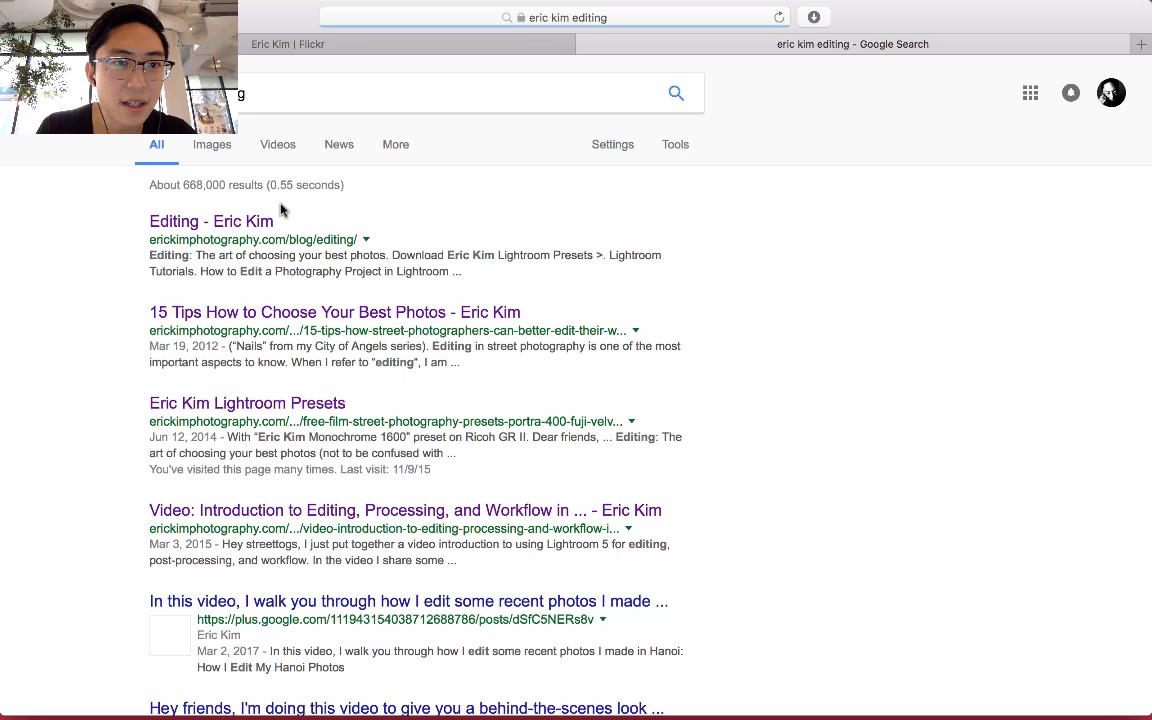 eric kim editing
Eric Kim | Flickr
eric kim editing - Google Search
g
All
Images
Videos
News
More
Settings
Tools
About 668,000 results (0.55 seconds)
Editing - Eric Kim
erickimphotography.com/blog/editing/
Editing: The art of choosing your best photos. Download Eric Kim Lightroom Presets >. Lightroom
Tutorials. How to Edit a Photography Project in Lightroom ...
15 Tips How to Choose Your Best Photos - Eric Kim
erickimphotography.com/.../15-tips-how-street-photographers-can-better-edit-their-w...
Mar 19, 2012 - ("Nails" from my City of Angels series). Editing in street photography is one of the most
important aspects to know. When I refer to "editing", I am ...
Eric Kim Lightroom Presets
erickimphotography.com/.../free-film-street-photography-presets-portra-400-fuji-velv...
Jun 12, 2014 - With "Eric Kim Monochrome 1600" preset on Ricoh GR II. Dear friends, ... Editing: The
art of choosing your best photos (not to be confused with ...
You've visited this page many times. Last visit: 11/9/15
Video: Introduction to Editing, Processing, and Workflow in ... - Eric Kim
erickimphotography.com/.../video-introduction-to-editing-processing-and-workflow-i...
Mar 3, 2015 - Hey streettogs, I just put together a video introduction to using Lightroom 5 for editing,
post-processing, and workflow. In the video I share some ...
In this video, I walk you through how I edit some recent photos I made ...
https://plus.google.com/111943154038712688786/posts/dSfC5NERs8v
Eric Kim
Mar 2, 2017 - In this video, I walk you through how I edit some recent photos I made in Hanoi:
How I Edit My Hanoi Photos
Hey friends, I'm doing this video to give you a behind-the-scenes look ...